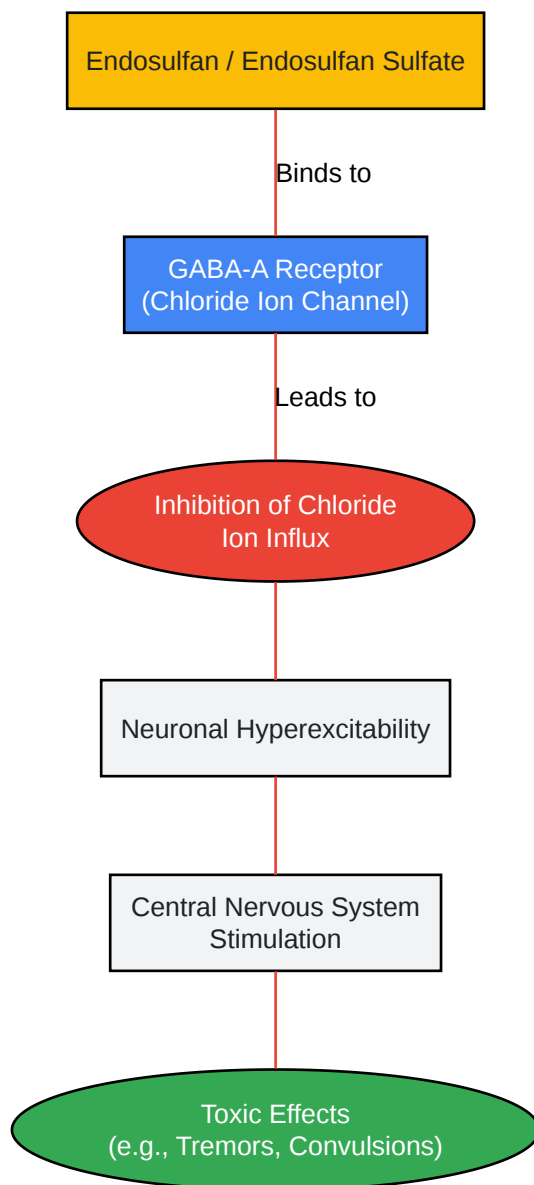 Endosulfan / Endosulfan Sulfate
Binds to
GABA-A Receptor
(Chloride Ion Channel)
Leads to
Inhibition of Chloride
Ion Influx
Neuronal Hyperexcitability
Central Nervous System
Stimulation
Toxic Effects
(e.g., Tremors, Convulsions)